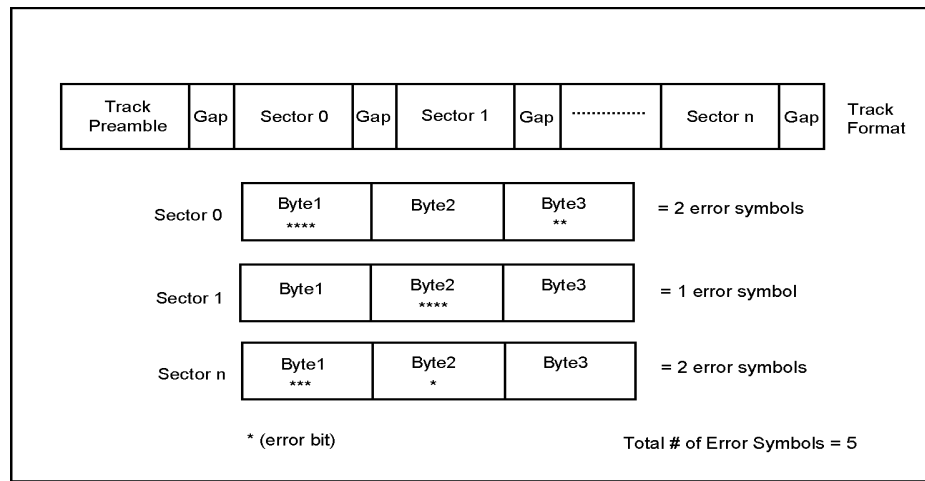 Track Preamble Gap Sector 0 Gap Sector 1 Gap ................ Sector n Gap Track Format
Sector 0 Byte1 Byte2 Byte3 = 2 error symbols
**** **
Sector 1 Byte1 Byte2 Byte3 = 1 error symbol
****
Sector n Byte1 Byte2 Byte3 = 2 error symbols
*** *
* (error bit) Total # of Error Symbols = 5